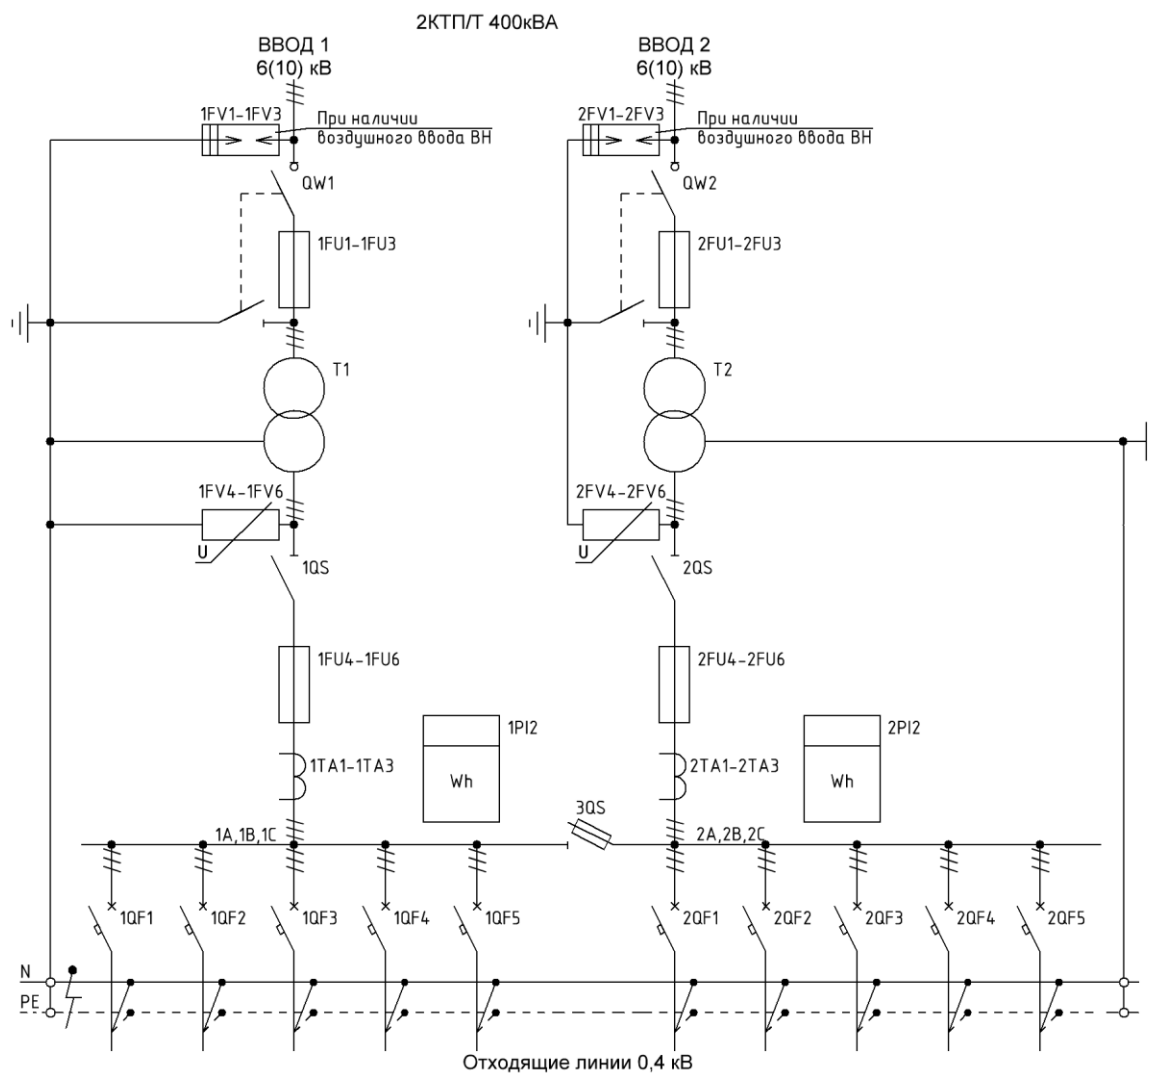 2КТП/Т 400кВА
ВВОД 1
6(10) кВ
ВВОД 2
6(10) кВ
1FV1-1FV3
При наличии
воздушного ввода ВН
2FV1-2FV3
При наличии
воздушного ввода ВН
QW1
QW2
1FU1-1FU3
2FU1-2FU3
T1
T2
1FV4-1FV6
2FV4-2FV6
U
U
1QS
2QS
1FU4-1FU6
2FU4-2FU6
1PI2
2PI2
1TA1-1TA3
Wh
2TA1-2TA3
Wh
3QS
1A,1B,1C
2A,2B,2C
1QF1
1QF2
1QF3
1QF4
1QF5
2QF1
2QF2
2QF3
2QF4
2QF5
N
PE
Отходящие линии 0,4 кВ